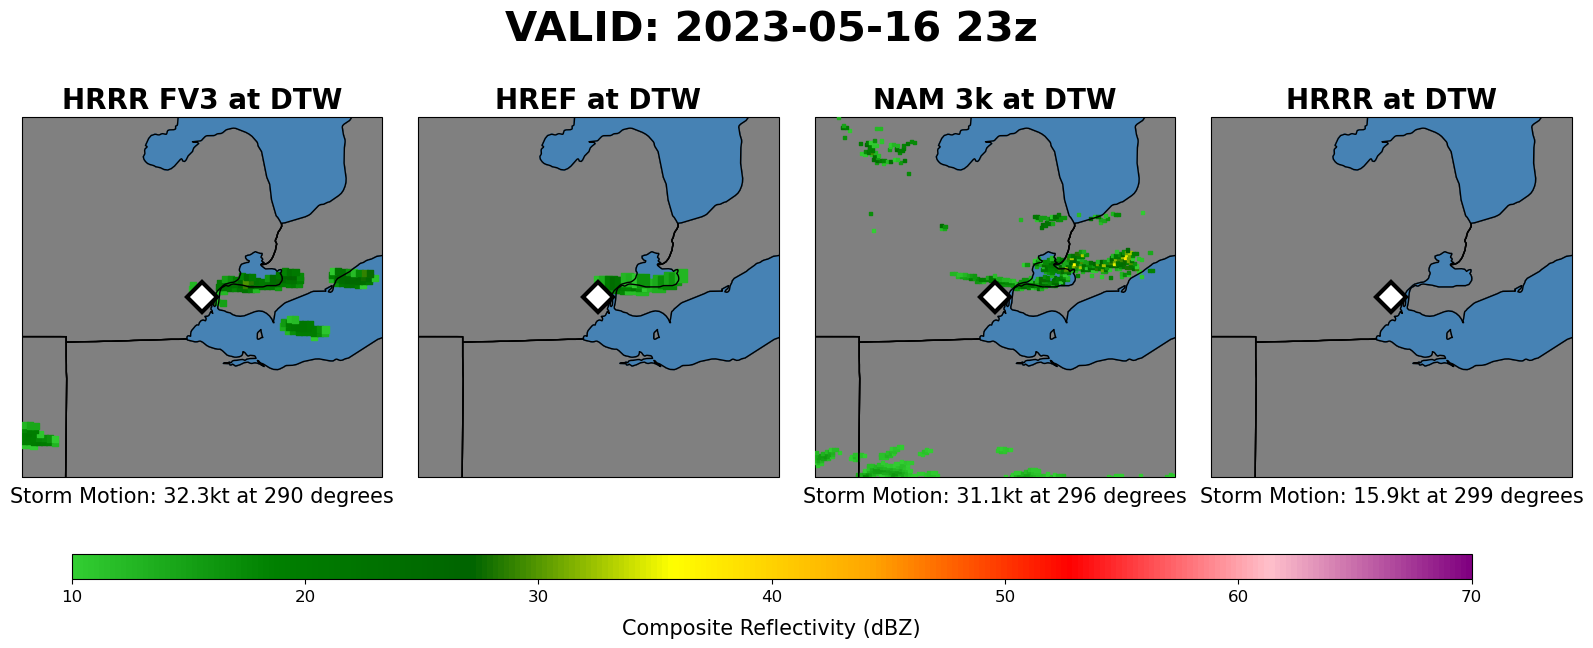 VALID: 2023-05-16 23z
HRRR FV3 at DTW
HREF at DTW
NAM 3k at DTW
HRRR at DTW
Storm Motion: 32.3kt at 290 degrees
Storm Motion: 31.1kt at 296 degrees
Storm Motion: 15.9kt at 299 degrees
10 20 30 40 50 60 70
Composite Reflectivity (dBZ)